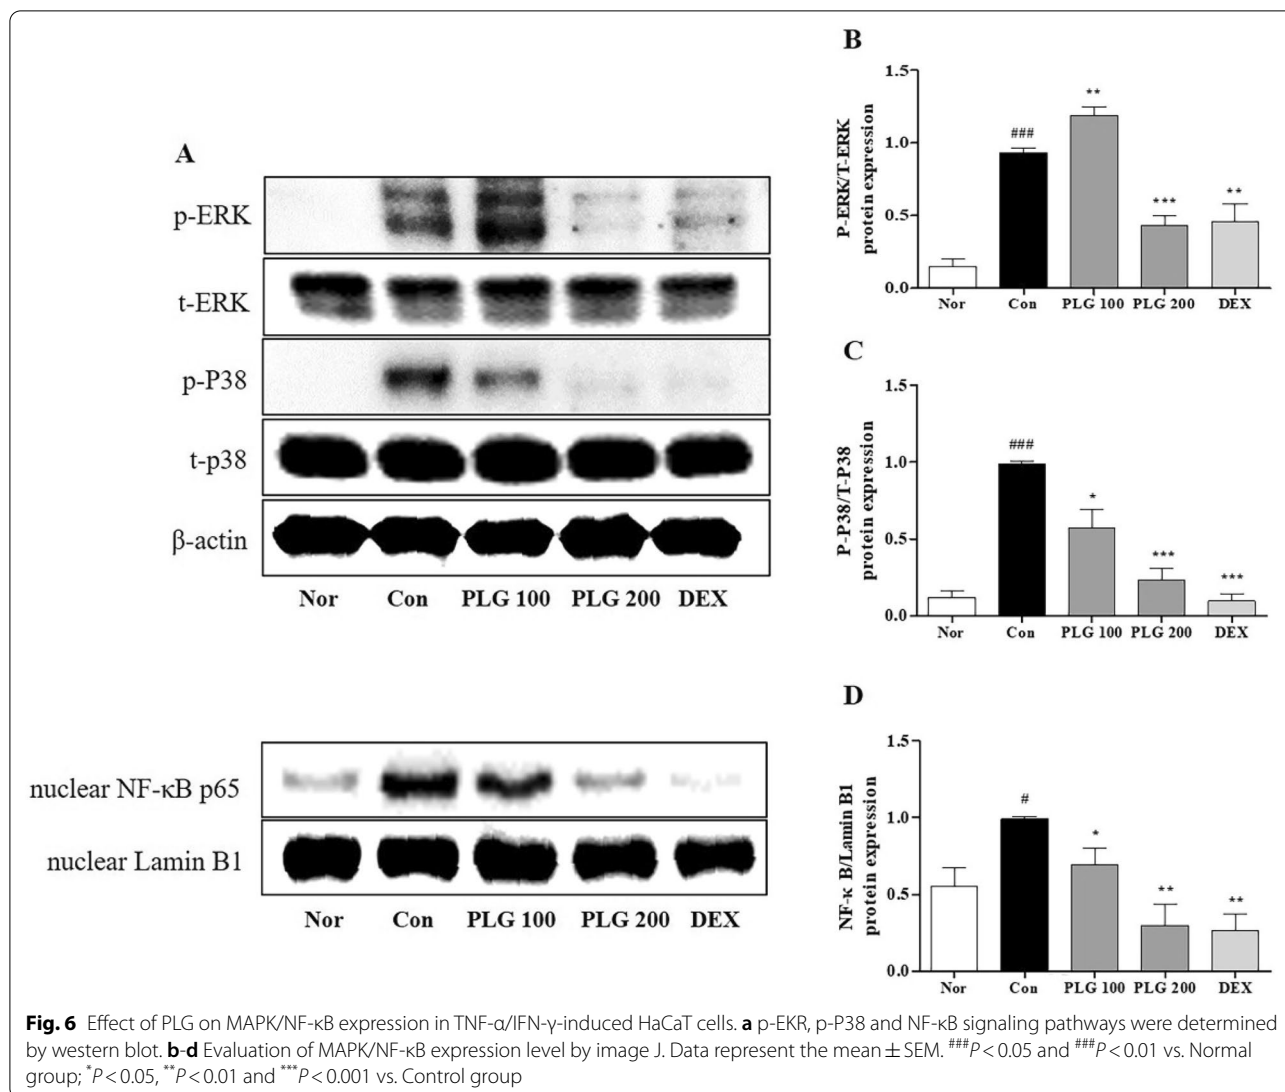 A
p-ERK
t-ERK
p-P38
t-p38
β-actin
Nor Con PLG 100 PLG 200 DEX
nuclear NF-κB p65
nuclear Lamin B1
Nor Con PLG 100 PLG 200 DEX
B
P-ERK/T-ERK
protein expression
1.5
1.0
0.5
0.0
###
**
***
**
Nor Con PLG 100 PLG 200 DEX
C
P-P38/T-P38
protein expression
1.5
1.0
0.5
0.0
###
*
***
***
Nor Con PLG 100 PLG 200 DEX
D
NF-κ B/Lamin B1
protein expression
1.5
1.0
0.5
0.0
#
*
**
**
Nor Con PLG 100 PLG 200 DEX
Fig. 6 Effect of PLG on MAPK/NF-κB expression in TNF-α/IFN-γ-induced HaCaT cells. a p-EKR, p-P38 and NF-κB signaling pathways were determined
by western blot. b-d Evaluation of MAPK/NF-κB expression level by image J. Data represent the mean ± SEM. ###P < 0.05 and ###P < 0.01 vs. Normal
group; *P < 0.05, **P < 0.01 and ***P < 0.001 vs. Control group